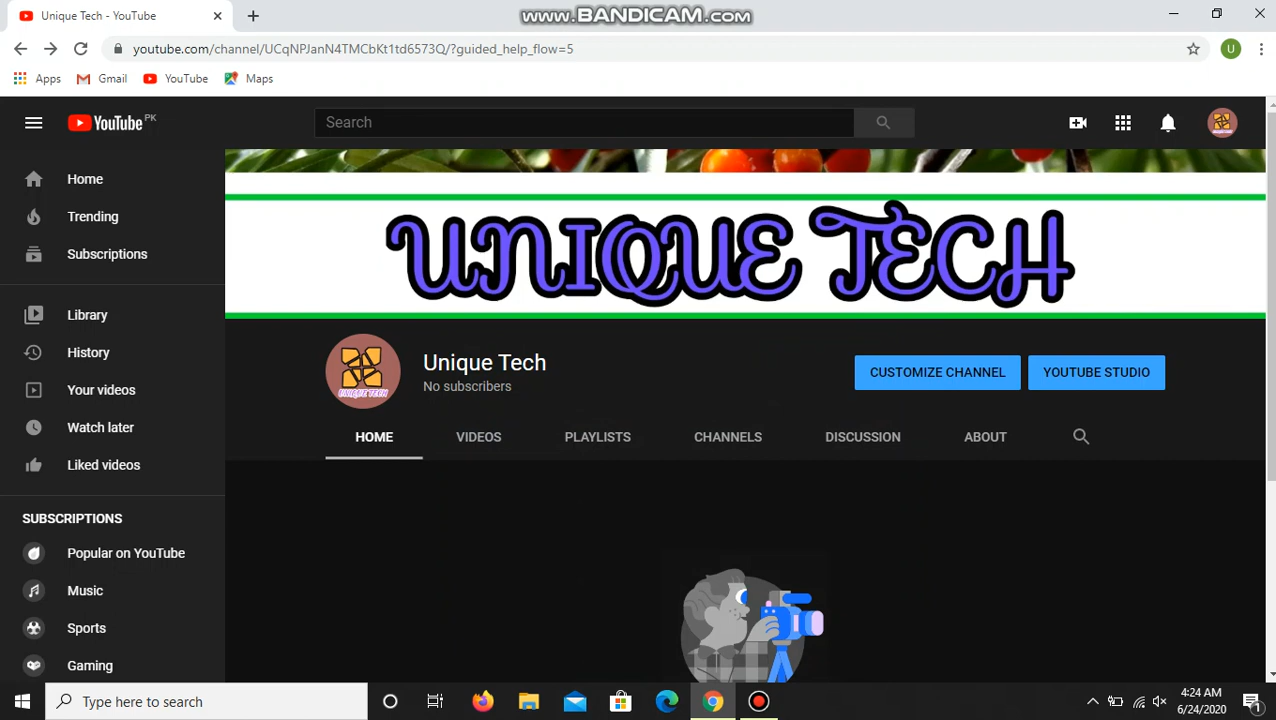 Unique Tech - YouTube
www.BANDICAM.com
youtube.com/channel/UCqNPJanN4TMCbKt1td6573Q/?guided_help_flow=5
U
Apps
Gmail
YouTube
Maps
YouTube PK
Search
Home
Trending
Subscriptions
Library
History
Your videos
Watch later
Liked videos
SUBSCRIPTIONS
Popular on YouTube
Music
Sports
Gaming
UNIQUE TECH
UNIQUE TECH
Unique Tech
No subscribers
CUSTOMIZE CHANNEL
YOUTUBE STUDIO
HOME
VIDEOS
PLAYLISTS
CHANNELS
DISCUSSION
ABOUT
Type here to search
4:24 AM
6/24/2020
1